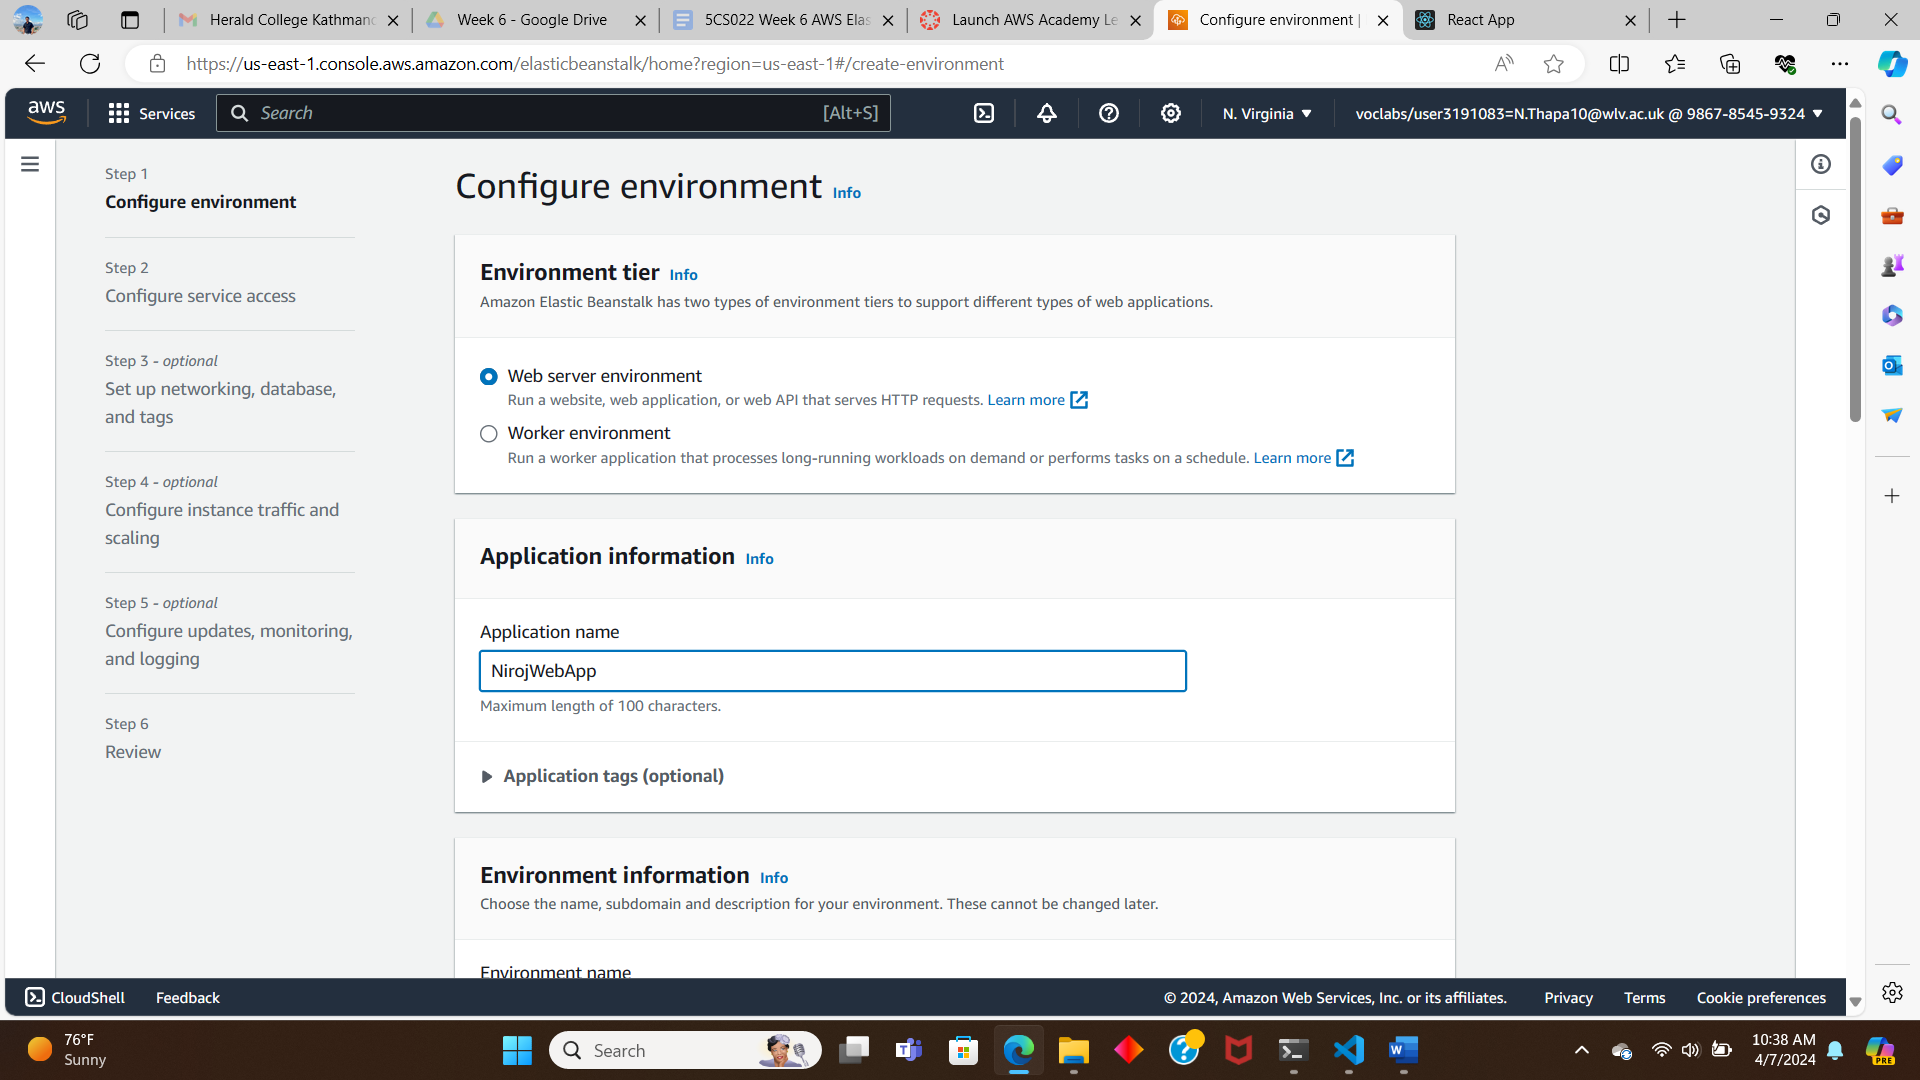 Herald College Kathmand
Week 6 - Google Drive
5CS022 Week 6 AWS Elas
Launch AWS Academy Le
Configure environment |
React App
https://us-east-1.console.aws.amazon.com/elasticbeanstalk/home?region=us-east-1#/create-environment
aws
Services
Search
[Alt+S]
N. Virginia
voclabs/user3191083=N.Thapa10@wlv.ac.uk @ 9867-8545-9324
Step 1
Configure environment
Step 2
Configure service access
Step 3 - optional
Set up networking, database,
and tags
Step 4 - optional
Configure instance traffic and
scaling
Step 5 - optional
Configure updates, monitoring,
and logging
Step 6
Review
Configure environment Info
Environment tier Info
Amazon Elastic Beanstalk has two types of environment tiers to support different types of web applications.
Web server environment
Run a website, web application, or web API that serves HTTP requests. Learn more
Worker environment
Run a worker application that processes long-running workloads on demand or performs tasks on a schedule. Learn more
Application information Info
Application name
NirojWebApp
Maximum length of 100 characters.
Application tags (optional)
Environment information Info
Choose the name, subdomain and description for your environment. These cannot be changed later.
Environment name
CloudShell
Feedback
© 2024, Amazon Web Services, Inc. or its affiliates.
Privacy
Terms
Cookie preferences
76°F
Sunny
Search
10:38 AM
4/7/2024
PRE